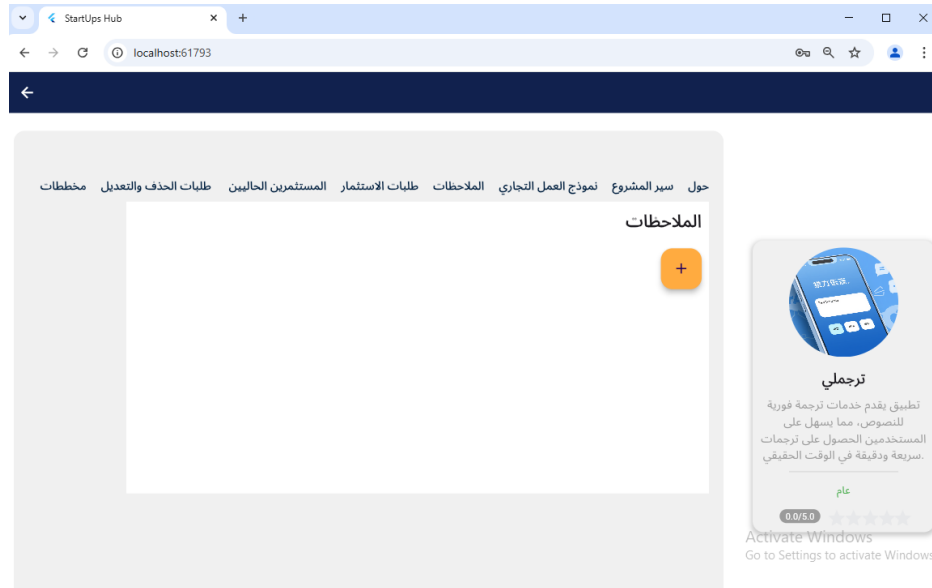 StartUps Hub
localhost:61793
حول سير المشروع نموذج العمل التجاري الملاحظات طلبات الاستثمار المستثمرين الحاليين طلبات الحذف والتعديل مخططات
الملاحظات
+
ترجملي
تطبيق يقدم خدمات ترجمة فورية
للنصوص، مما يسهل على
المستخدمين الحصول على ترجمات
.سريعة ودقيقة في الوقت الحقيقي
عام
0.0/5.0
Activate Windows
Go to Settings to activate Windows